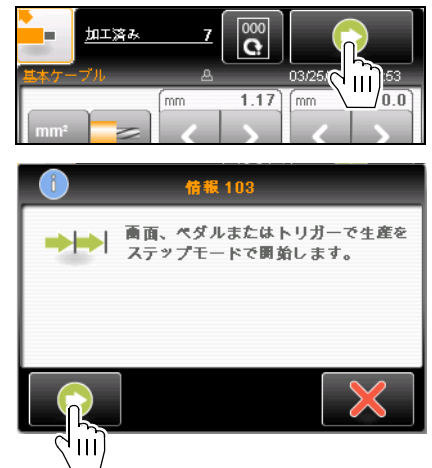 加工済み 7
000
基本ケーブル 03/25/ 53
mm 1.17 mm 0.0
mm²
情報 103
画面、ペダルまたはトリガーで生産を
ステップモードで開始します。